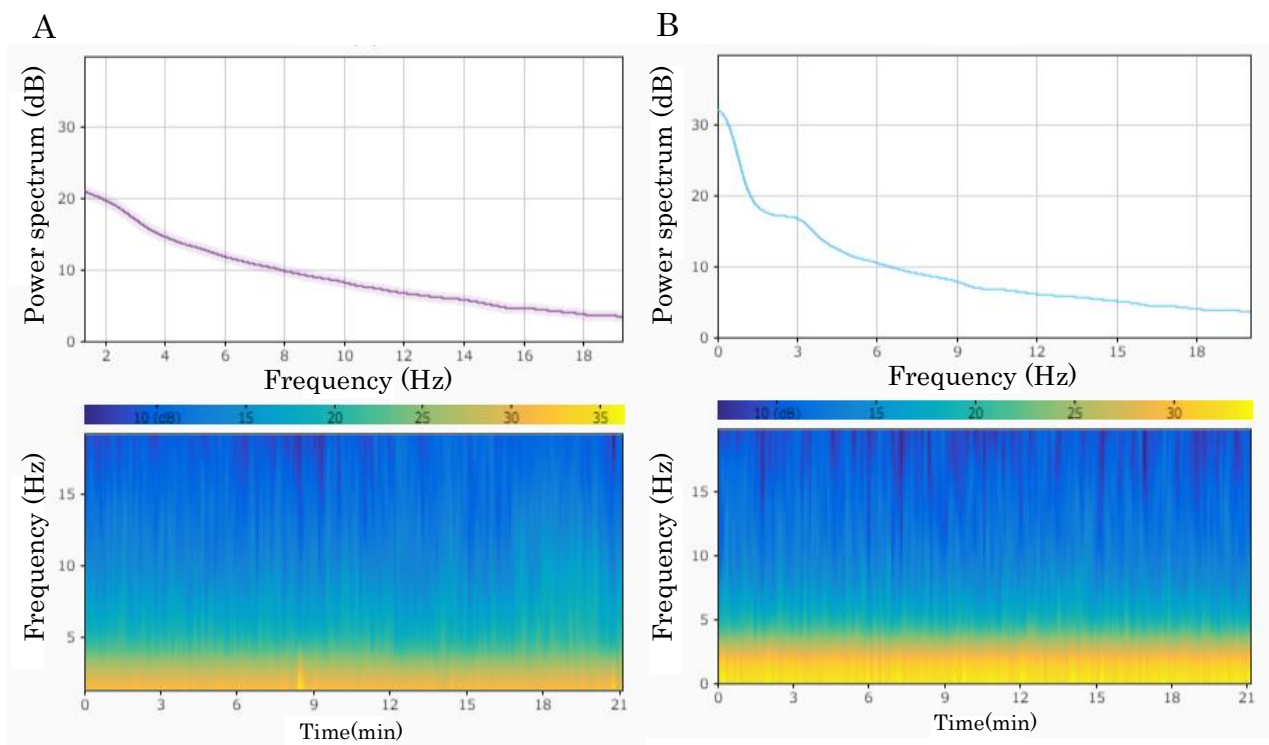 A
B
Power spectrum (dB)
30
20
10
0
2 4 6 8 10 12 14 16 18
Frequency (Hz)
Power spectrum (dB)
30
20
10
0
0 3 6 9 12 15 18
Frequency (Hz)
10 (dB) 15 20 25 30 35
Frequency (Hz)
15
10
5
0 3 6 9 12 15 18 21
Time(min)
10 (dB) 15 20 25 30
Frequency (Hz)
15
10
5
0
0 3 6 9 12 15 18 21
Time(min)